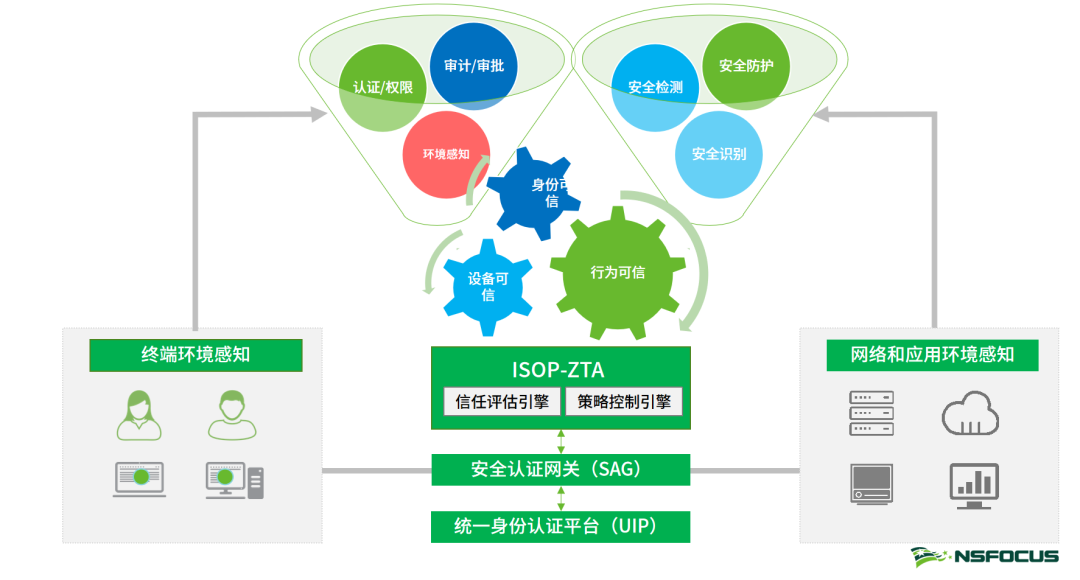 审计/审批
认证/权限
环境感知
安全防护
安全检测
安全识别
身份可
信
设备可
信
行为可信
终端环境感知
ISOP-ZTA
信任评估引擎
策略控制引擎
安全认证网关（SAG）
统一身份认证平台（UIP）
网络和应用环境感知
NSFOCUS